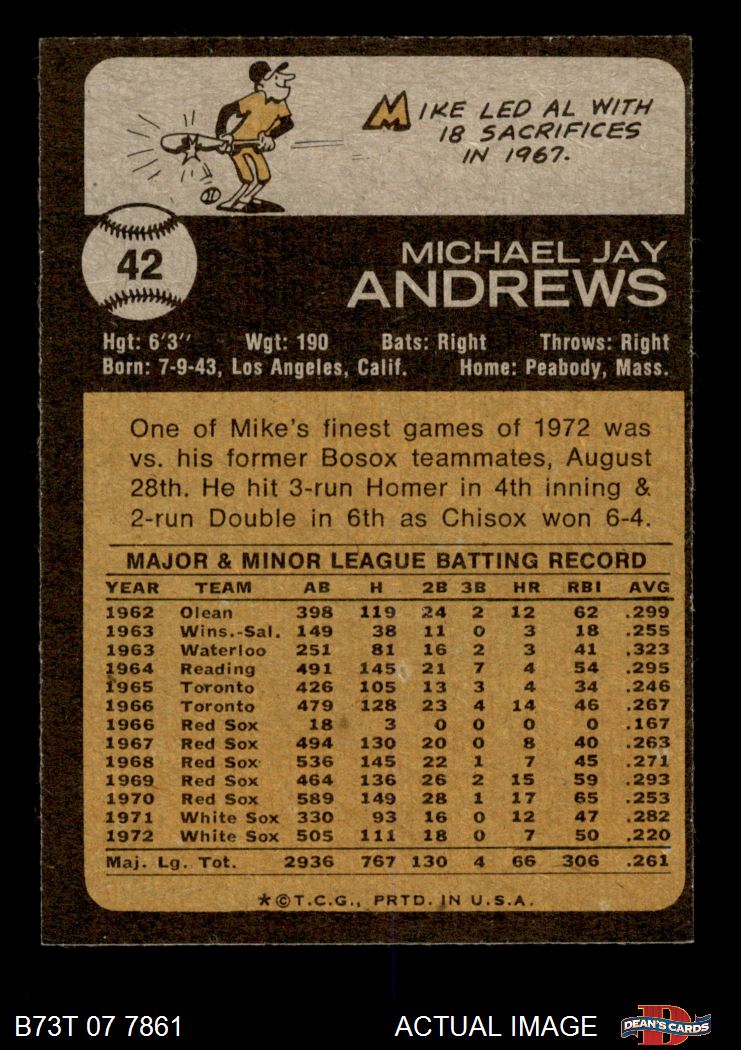 MIKE LED AL WITH
18 SACRIFICES
IN 1967.
42
MICHAEL JAY
ANDREWS
Hgt: 6'3" Wgt: 190 Bats: Right Throws: Right
Born: 7-9-43, Los Angeles, Calif. Home: Peabody, Mass.
One of Mike's finest games of 1972 was
vs. his former Bosox teammates, August
28th. He hit 3-run Homer in 4th inning &
2-run Double in 6th as Chisox won 6-4.
MAJOR & MINOR LEAGUE BATTING RECORD
YEAR TEAM AB H 2B 3B HR RBI AVG
1962 Olean 398 119 24 2 12 62 .299
1963 Wins.-Sal. 149 38 11 0 3 18 .255
1963 Waterloo 251 81 16 2 3 41 .323
1964 Reading 491 145 21 7 4 54 .295
1965 Toronto 426 105 13 3 4 34 .246
1966 Toronto 479 128 23 4 14 46 .267
1966 Red Sox 18 3 0 0 0 0 .167
1967 Red Sox 494 130 20 0 8 40 .263
1968 Red Sox 536 145 22 1 7 45 .271
1969 Red Sox 464 136 26 2 15 59 .293
1970 Red Sox 589 149 28 1 17 65 .253
1971 White Sox 330 93 16 0 12 47 .282
1972 White Sox 505 111 18 0 7 50 .220
Maj. Lg. Tot. 2936 767 130 4 66 306 .261
*©T.C.G., PRTD. IN U.S.A.
B73T 07 7861 ACTUAL IMAGE DEAN'S CARDS